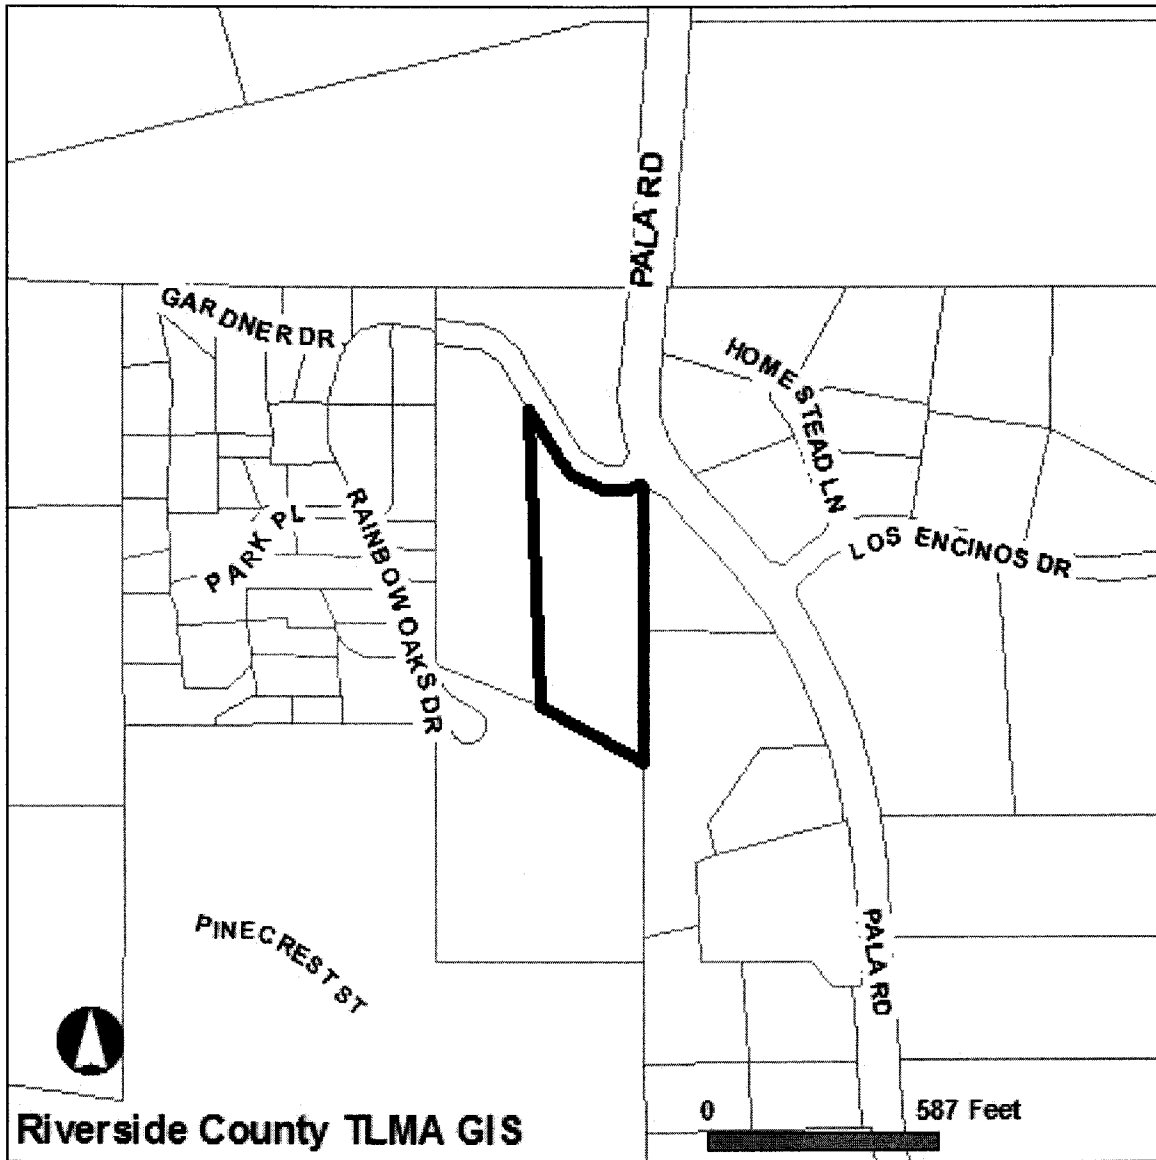 PALA RD
GARDNER DR
HOMESTEAD LN
RAINBOW OAKS DR
PARK PL
LOS ENCINOS DR
PINECREST ST
PALA RD
0 587 Feet
Riverside County TLMA GIS